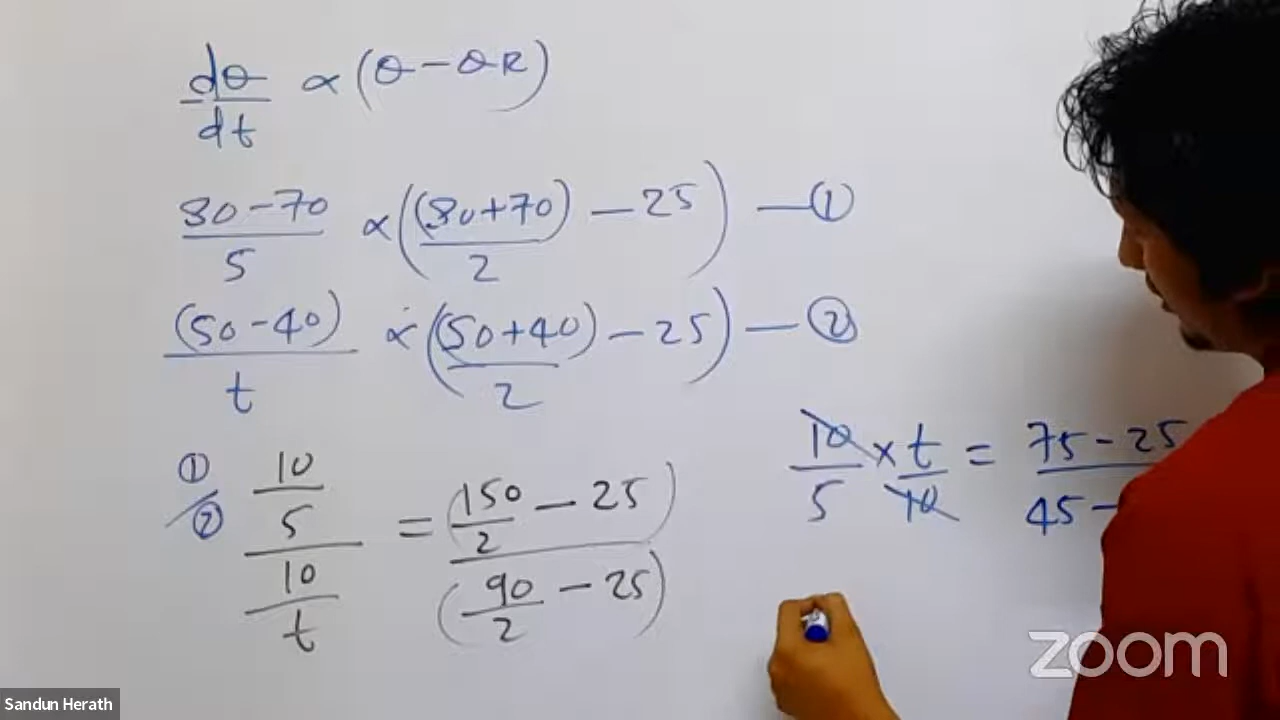 -dθ/dt ∝ (θ - θR)
80-70/5 ∝ ((80+70)/2 - 25) — ①
(50-40)/t ∝ ((50+40)/2 - 25) — ②
①/② 10/5 / 10/t = (150/2 - 25) / (90/2 - 25)
10/5 × t/10 = 75-25 / 45-
zoom
Sandun Herath